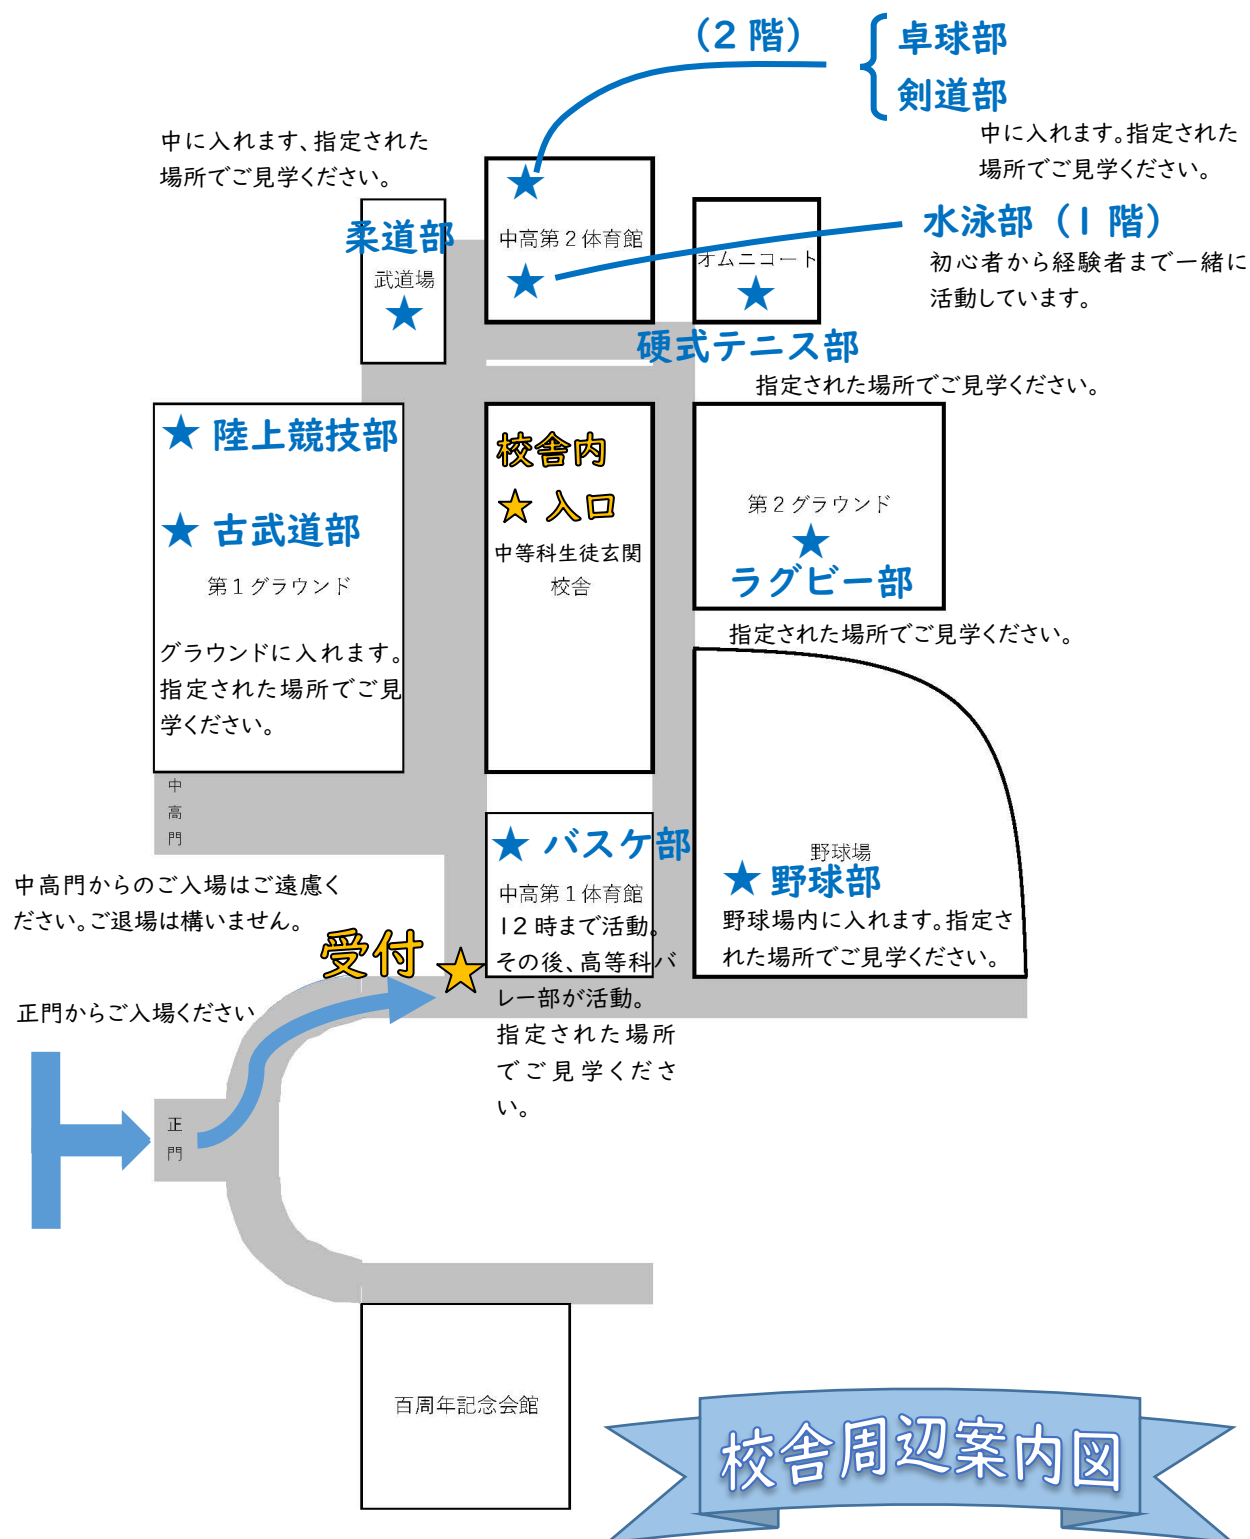 （2 階）
卓球部
剣道部
中に入れます、指定された
場所でご見学ください。
中に入れます。指定された
場所でご見学ください。
柔道部
武道場
中高第２体育館
オムニコート
水泳部（1 階）
初心者から経験者まで一緒に
活動しています。
硬式テニス部
指定された場所でご見学ください。
陸上競技部
古武道部
第１グラウンド
グラウンドに入れます。
指定された場所でご見
学ください。
校舎内
入口
中等科生徒玄関
校舎
第２グラウンド
ラグビー部
指定された場所でご見学ください。
中
高
門
中高門からのご入場はご遠慮く
ださい。ご退場は構いません。
バスケ部
中高第１体育館
12 時まで活動。
その後、高等科バ
レー部が活動。
指定された場所
でご見学くださ
い。
野球場
野球部
野球場内に入れます。指定さ
れた場所でご見学ください。
受付
正門からご入場ください
正
門
百周年記念会館
校舎周辺案内図